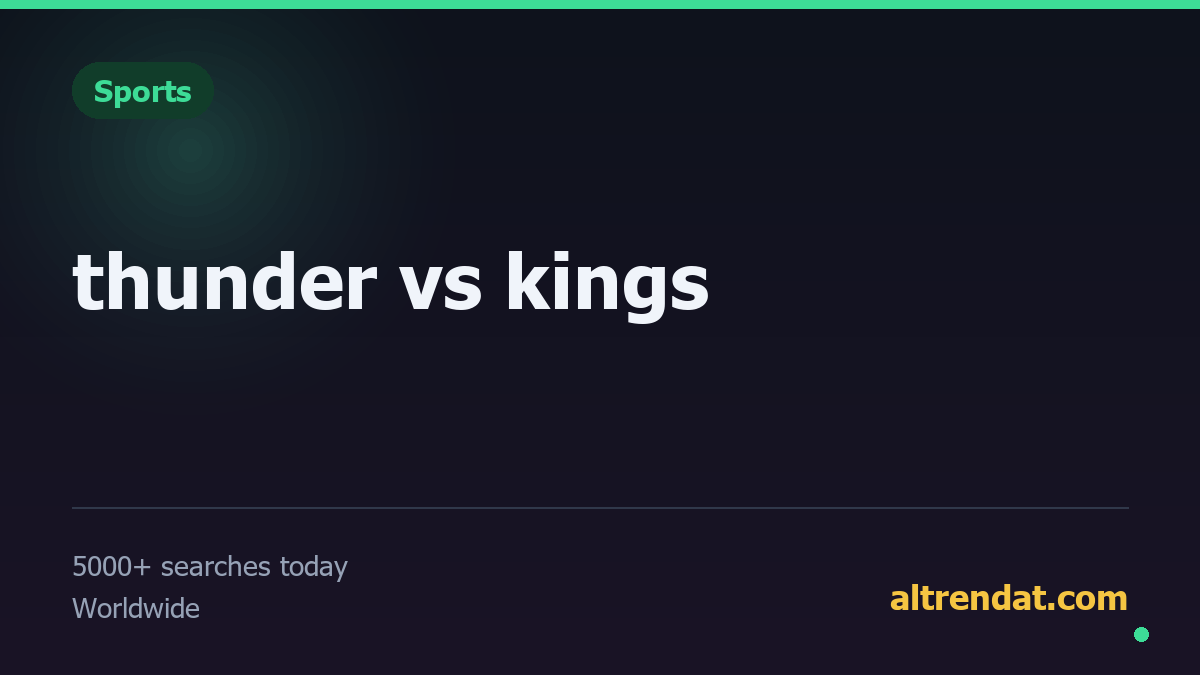 Sports
thunder vs kings
5000+ searches today
Worldwide
altrendat.com